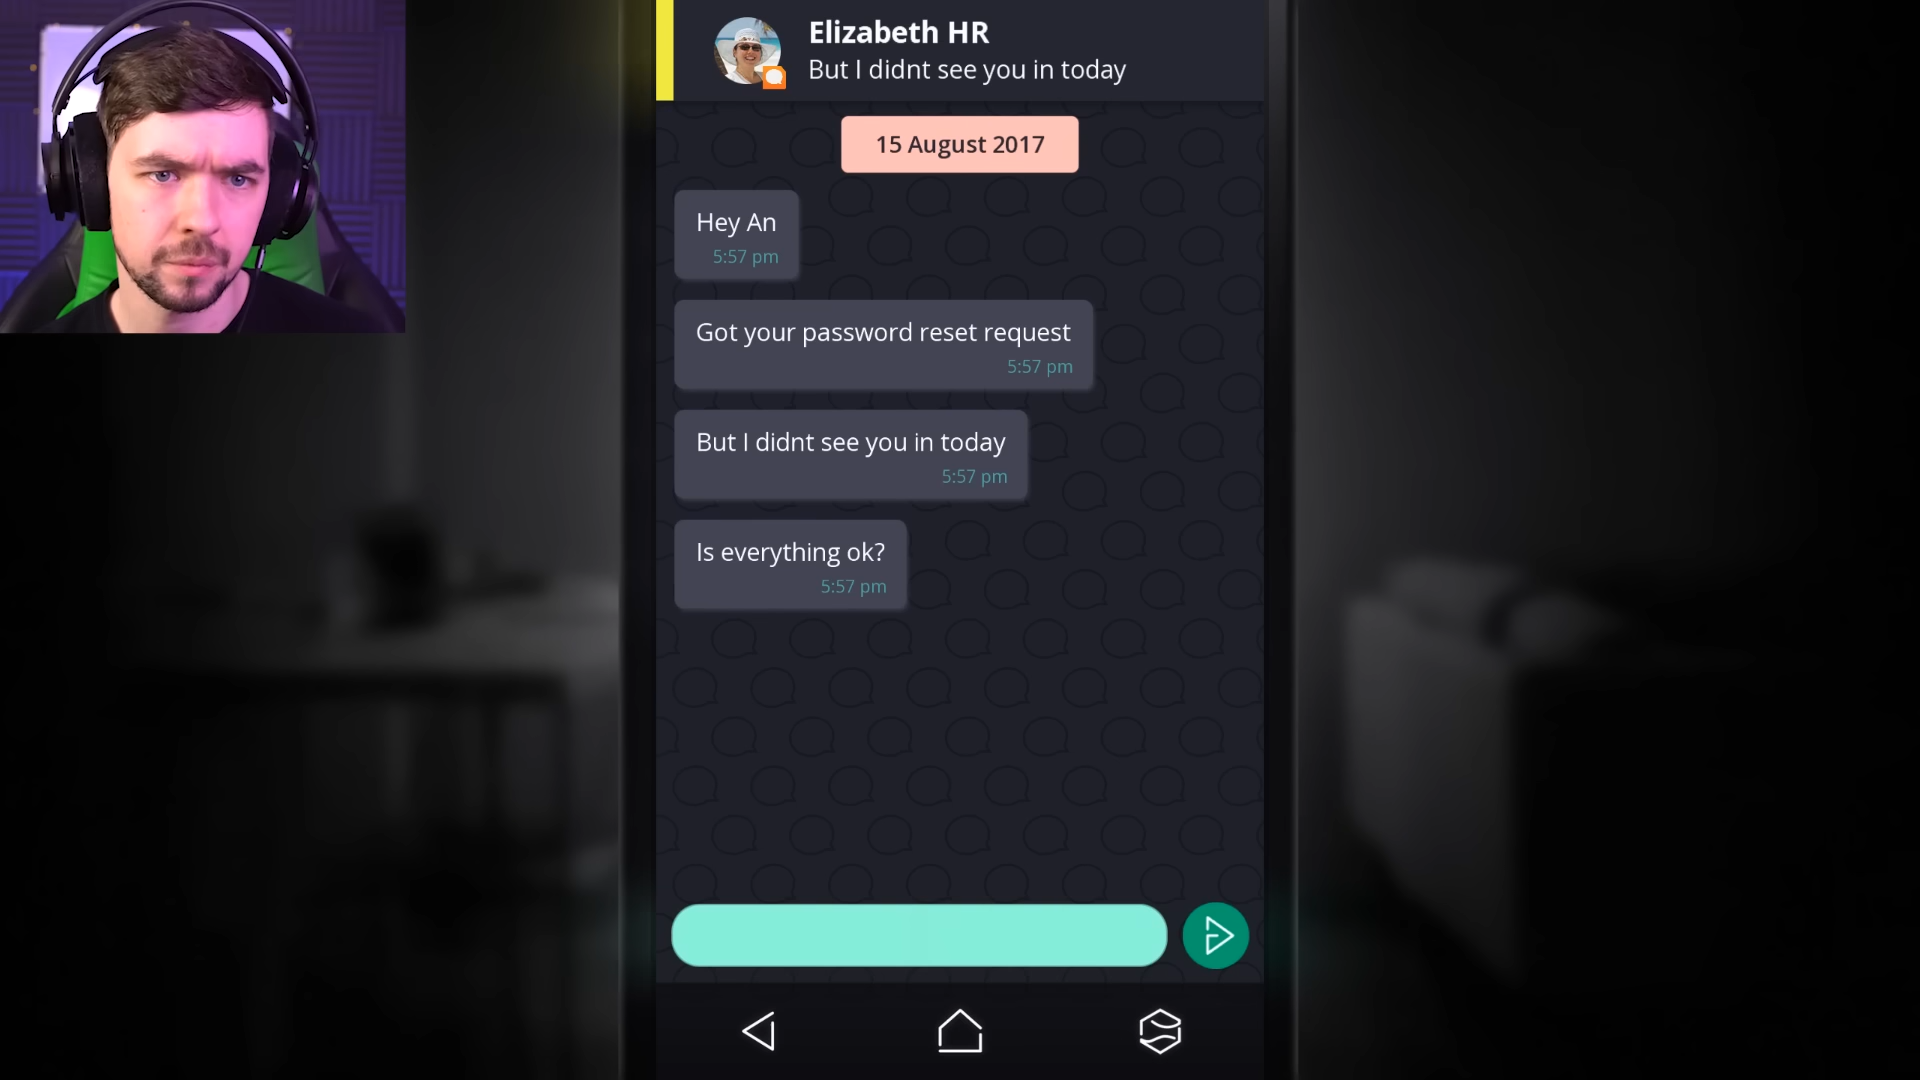 Elizabeth HR
But I didnt see you in today
15 August 2017
Hey An
5:57 pm
Got your password reset request
5:57 pm
But I didnt see you in today
5:57 pm
Is everything ok?
5:57 pm